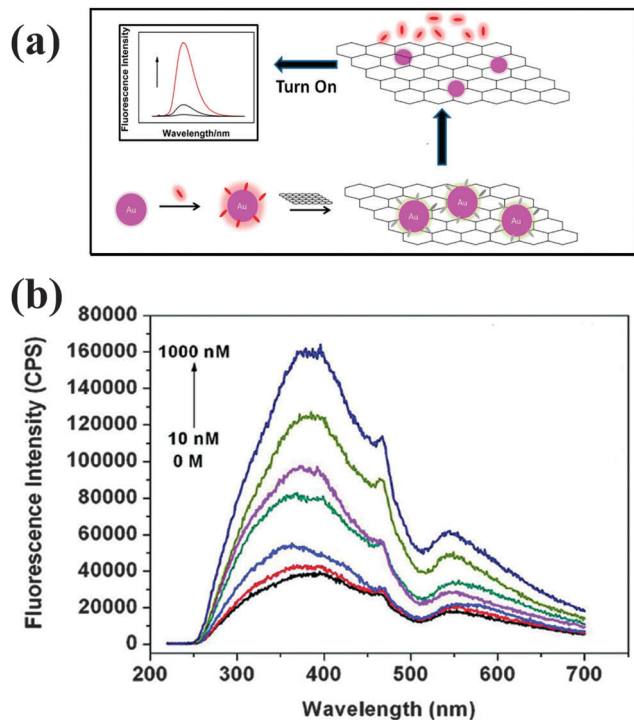 (a)
Fluorescence Intensity
Wavelength/nm
Turn On
Au
Au
Au
Au
Au
(b)
Fluorescence Intensity (CPS)
180000
160000
140000
120000
100000
80000
60000
40000
20000
0
1000 nM
10 nM
0 M
200 300 400 500 600 700
Wavelength (nm)